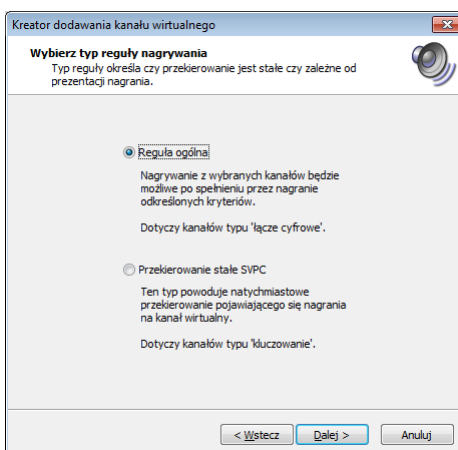 Kreator dodawania kanału wirtualnego
Wybierz typ reguły nagrywania
Typ reguły określa czy przekierowanie jest stałe czy zależne od
prezentacji nagrania.
Reguła ogólna
Nagrywanie z wybranych kanałów będzie
możliwe po spełnieniu przez nagranie
odkreślonych kryteriów.
Dotyczy kanałów typu 'łącze cyfrowe'.
Przekierowanie stałe SVPC
Ten typ powoduje natychmiastowe
przekierowanie pojawiającego się nagrania
na kanał wirtualny.
Dotyczy kanałów typu 'kluczowanie'.
< Wstecz
Dalej >
Anuluj